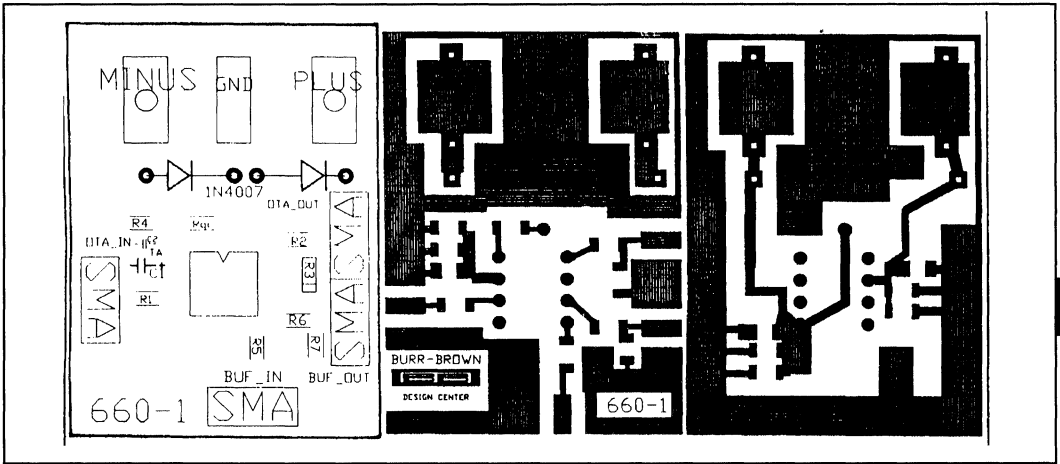 MINUS GND PLUS
1N4007
OTA_OUT
R4
OTA_IN
R2
R3
R1
R6
R5
R7
SMA
SMA
SMA
BUF_IN
BUF_OUT
660-1
SMA
BURR-BROWN
DESIGN CENTER
660-1